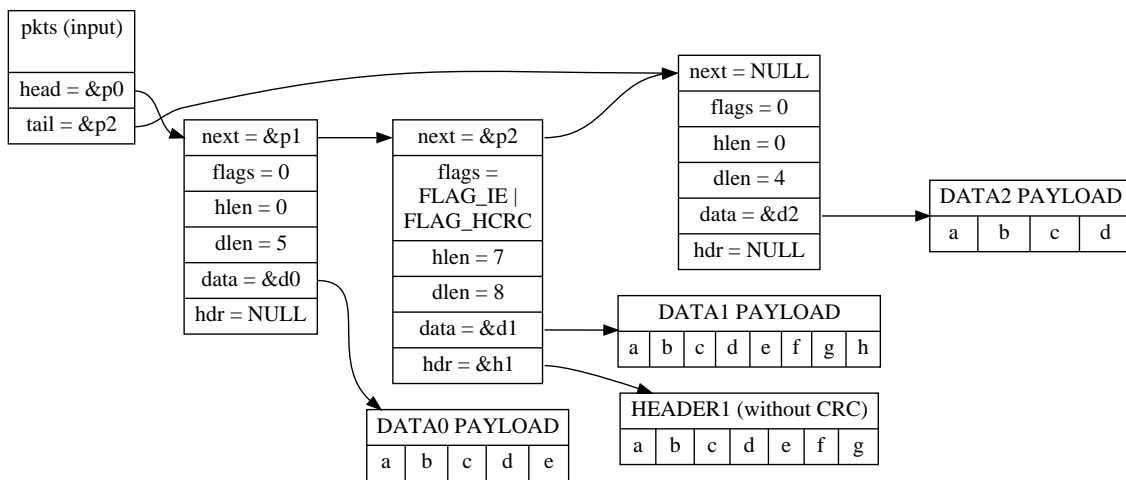 pkts (input)
head = &p0
tail = &p2
next = &p1
flags = 0
hlen = 0
dlen = 5
data = &d0
hdr = NULL
next = &p2
flags =
FLAG_IE |
FLAG_HCRC
hlen = 7
dlen = 8
data = &d1
hdr = &h1
next = NULL
flags = 0
hlen = 0
dlen = 4
data = &d2
hdr = NULL
DATA2 PAYLOAD
a b c d
DATA1 PAYLOAD
a b c d e f g h
HEADER1 (without CRC)
a b c d e f g
DATA0 PAYLOAD
a b c d e